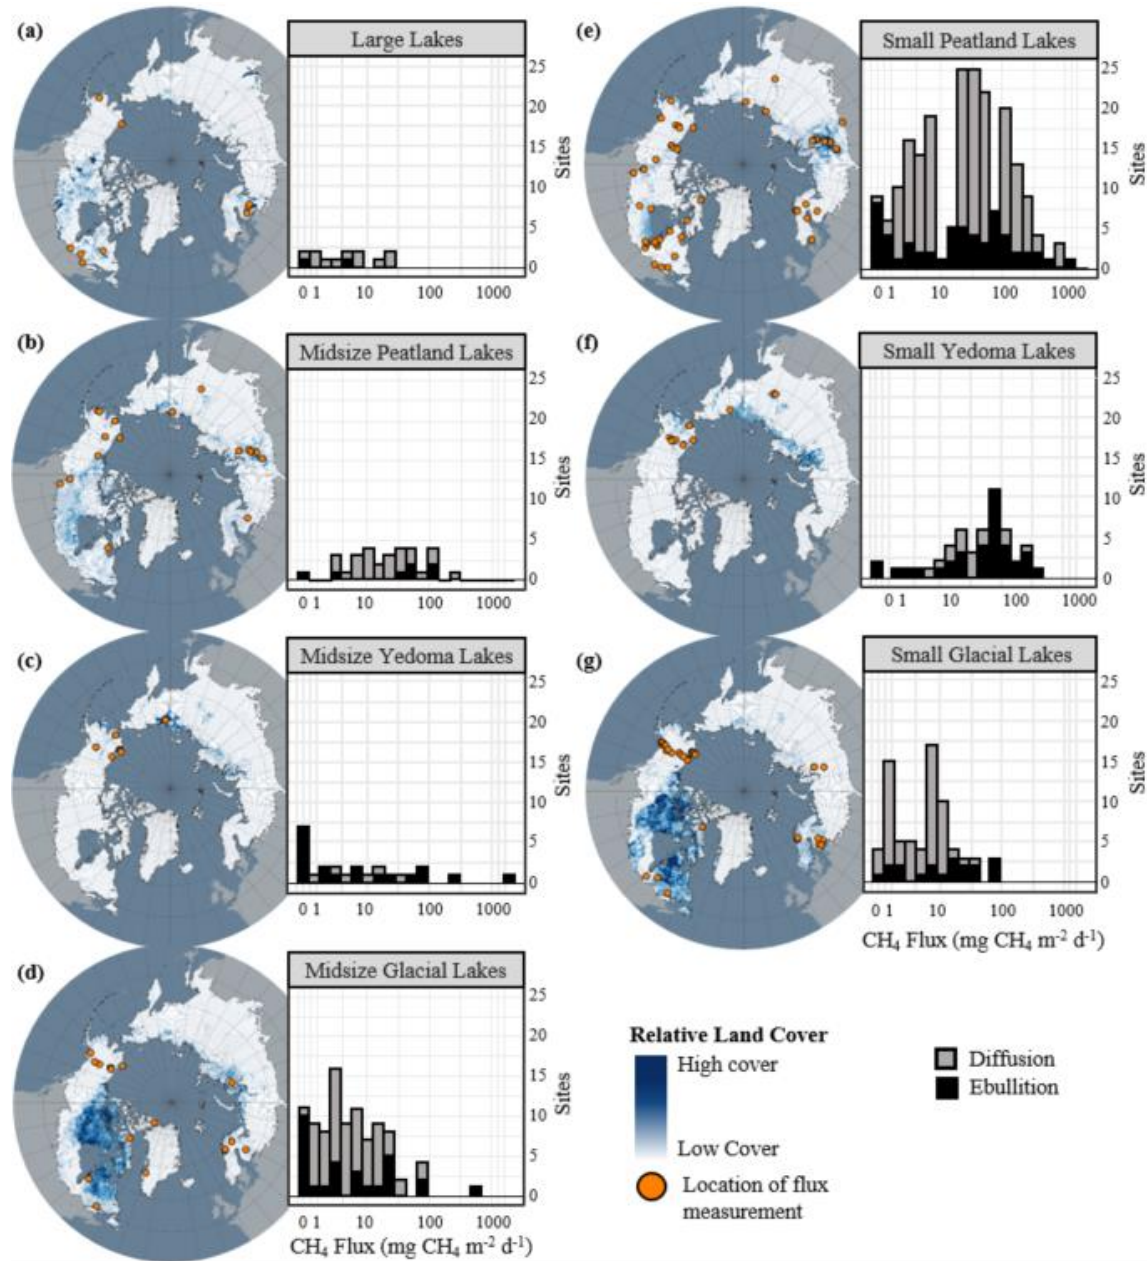 (a)
Large Lakes
25
20
15
10
5
0
Sites
0 1 10 100 1000
(b)
Midsize Peatland Lakes
25
20
15
10
5
0
Sites
0 1 10 100 1000
(c)
Midsize Yedoma Lakes
25
20
15
10
5
0
Sites
0 1 10 100 1000
(d)
Midsize Glacial Lakes
25
20
15
10
5
0
Sites
0 1 10 100 1000
CH₄ Flux (mg CH₄ m⁻² d⁻¹)
(e)
Small Peatland Lakes
25
20
15
10
5
0
Sites
0 1 10 100 1000
(f)
Small Yedoma Lakes
25
20
15
10
5
0
Sites
0 1 10 100 1000
(g)
Small Glacial Lakes
25
20
15
10
5
0
Sites
0 1 10 100 1000
CH₄ Flux (mg CH₄ m⁻² d⁻¹)
Relative Land Cover
High cover
Low Cover
Location of flux
measurement
Diffusion
Ebullition